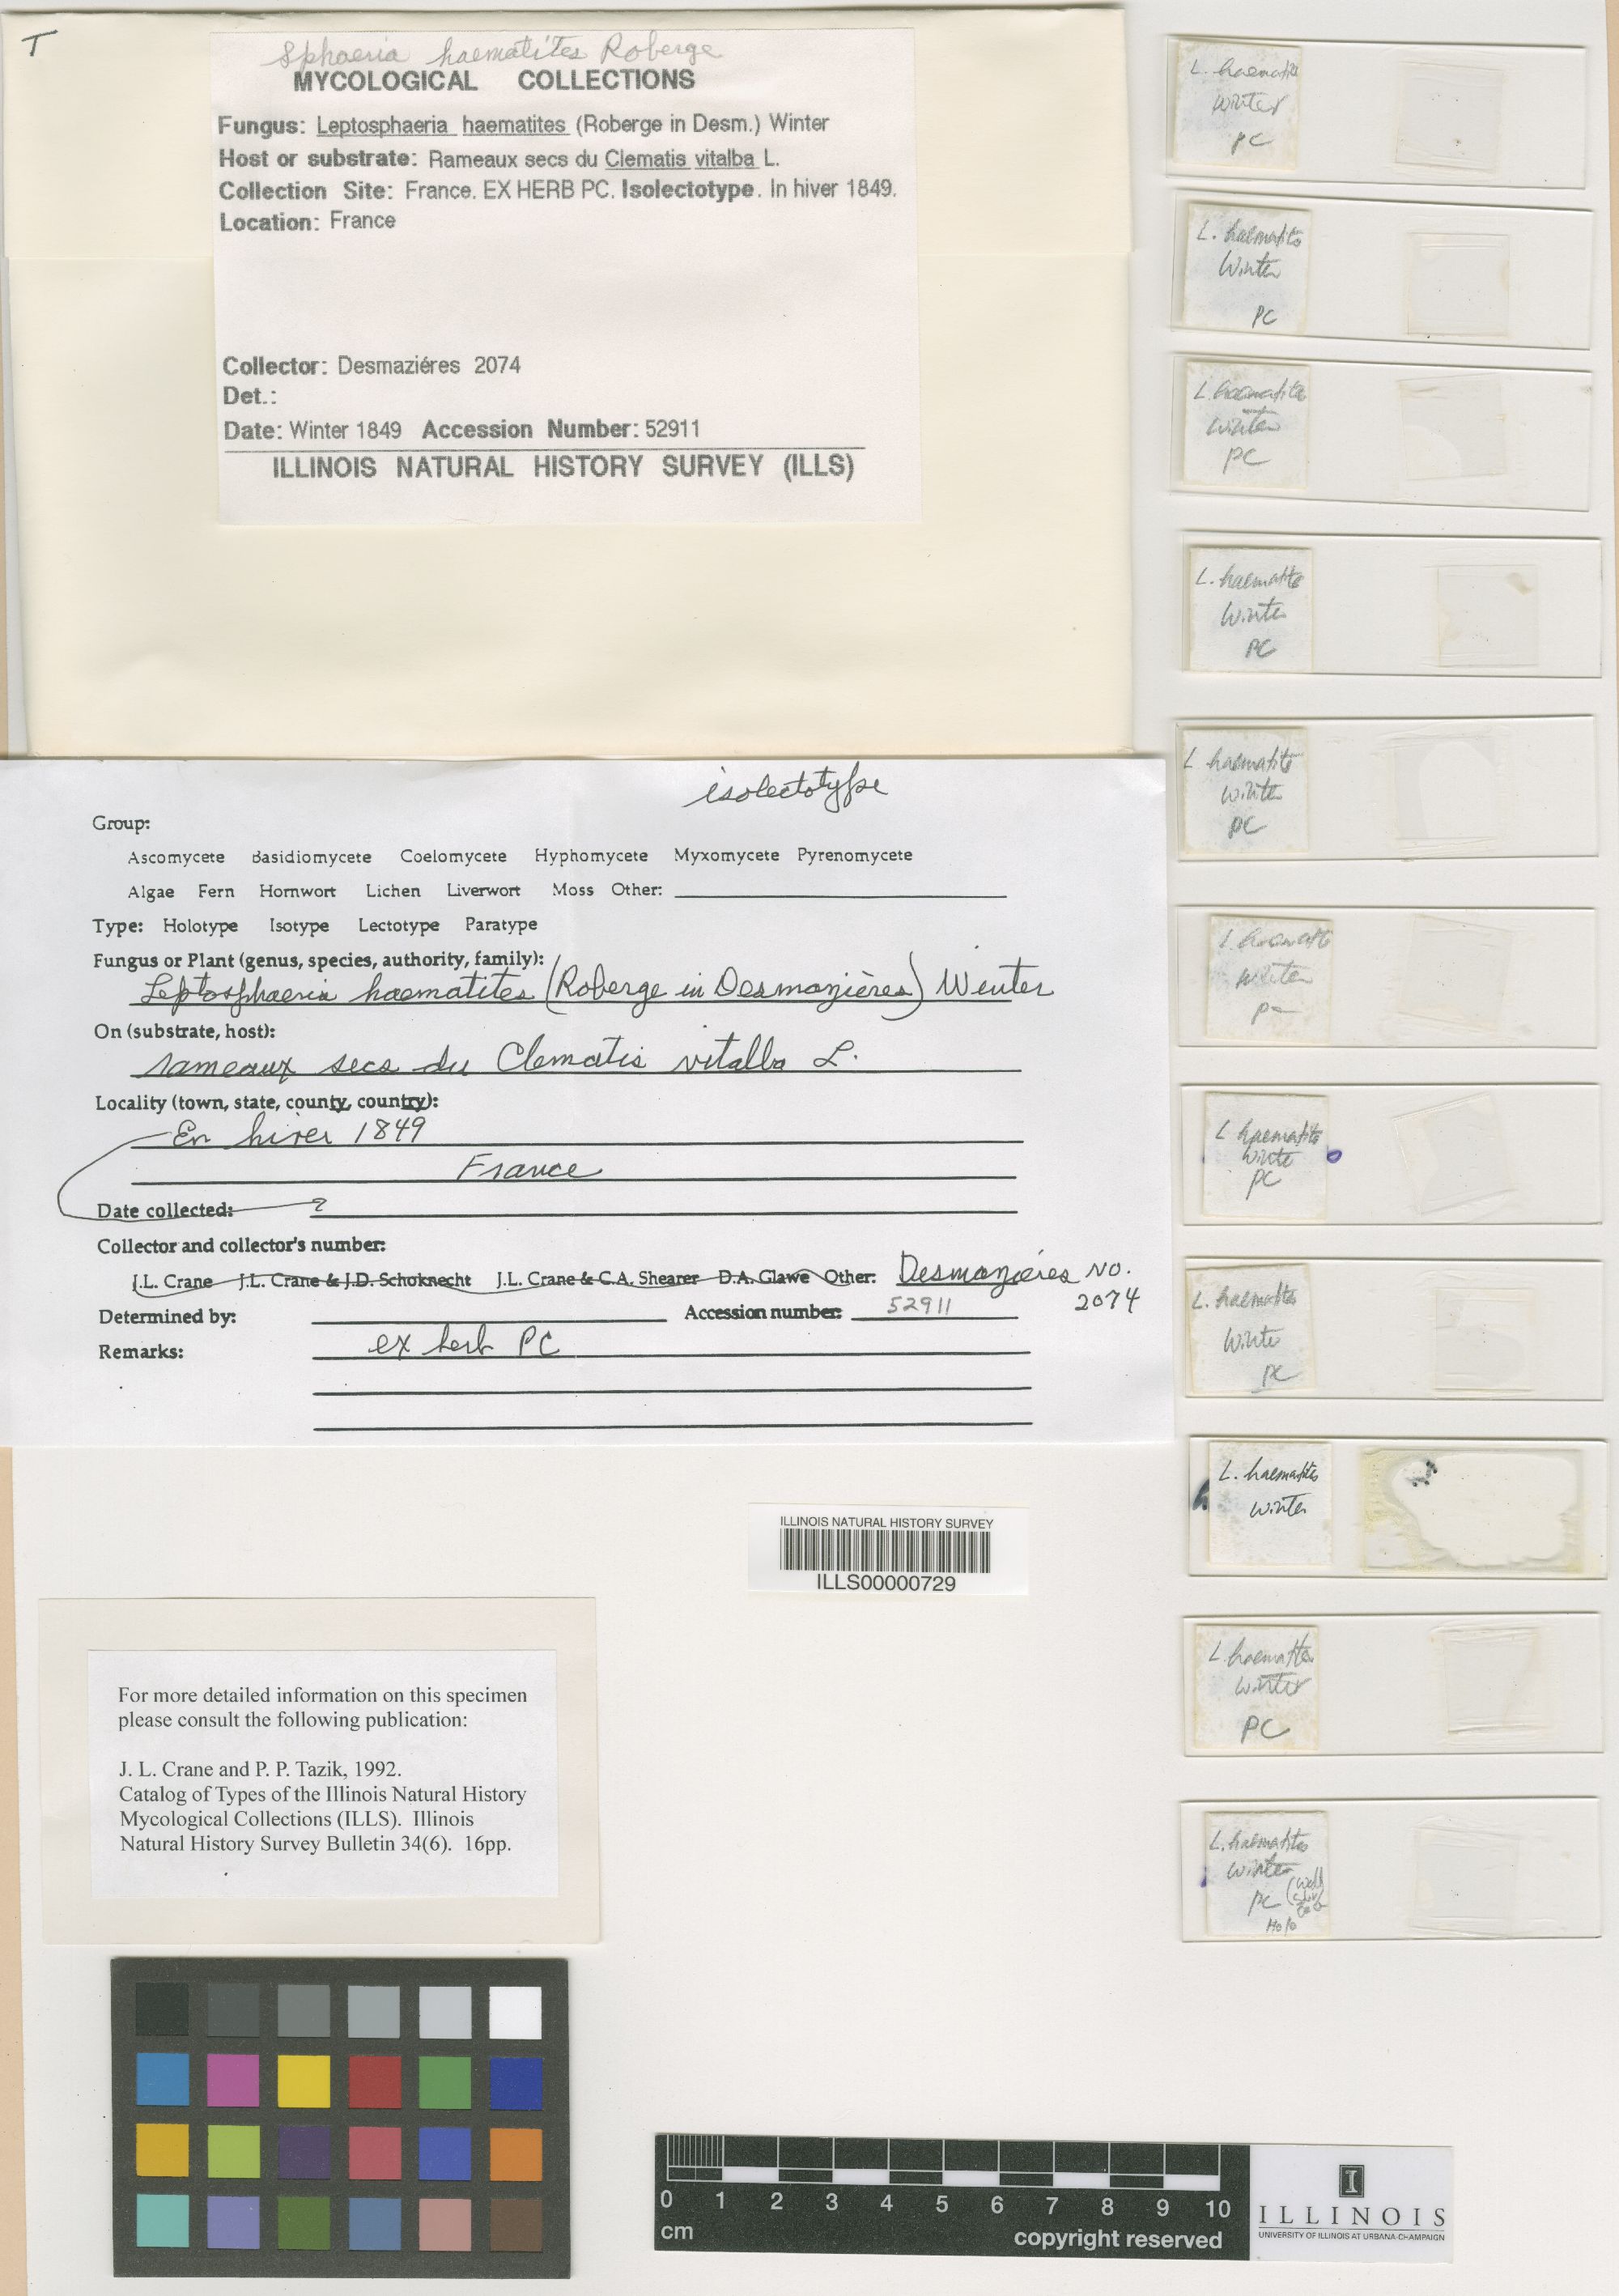 T
Sphaeria haematites Roberge
MYCOLOGICAL COLLECTIONS
Fungus: Leptosphaeria haematites (Roberge in Desm.) Winter
Host or substrate: Rameaux secs du Clematis vitalba L.
Collection Site: France. EX HERB PC. Isolectotype. In hiver 1849.
Location: France
Collector: Desmaziéres 2074
Det.:
Date: Winter 1849 Accession Number: 52911
ILLINOIS NATURAL HISTORY SURVEY (ILLS)
isolectotype
Group:
Ascomycete Basidiomycete Coelomycete Hyphomycete Myxomycete Pyrenomycete
Algae Fern Hornwort Lichen Liverwort Moss Other:
Type: Holotype Isotype Lectotype Paratype
Fungus or Plant (genus, species, authority, family):
Leptosphaeria haematites (Roberge in Desmazières) Winter
On (substrate, host):
rameaux secs du Clematis vitalba L.
Locality (town, state, county, country):
En hiver 1849
France
Date collected: ?
Collector and collector's number:
J.L. Crane J.L. Crane & J.D. Schoknecht J.L. Crane & C.A. Shearer D.A. Glawe Other: Desmaziéres NO.
2074
Determined by: Accession number: 52911
Remarks: ex herb PC
ILLINOIS NATURAL HISTORY SURVEY
ILLS00000729
For more detailed information on this specimen
please consult the following publication:
J. L. Crane and P. P. Tazik, 1992.
Catalog of Types of the Illinois Natural History
Mycological Collections (ILLS). Illinois
Natural History Survey Bulletin 34(6). 16pp.
L. haematites
Winter
PC
L. haematites
Winter
PC
L. haematites
Winter
PC
L. haematites
Winter
PC
L haematites
Winter
PC
L. haematites
Winter
L haematites
Winter
PC
L. haematites
Winter
PC
L. haematites
Winter
L. haematites
Winter
PC
L. haematites
Winter
PC
Holo
0 1 2 3 4 5 6 7 8 9 10
cm
copyright reserved
I
ILLINOIS
UNIVERSITY OF ILLINOIS AT URBANA-CHAMPAIGN